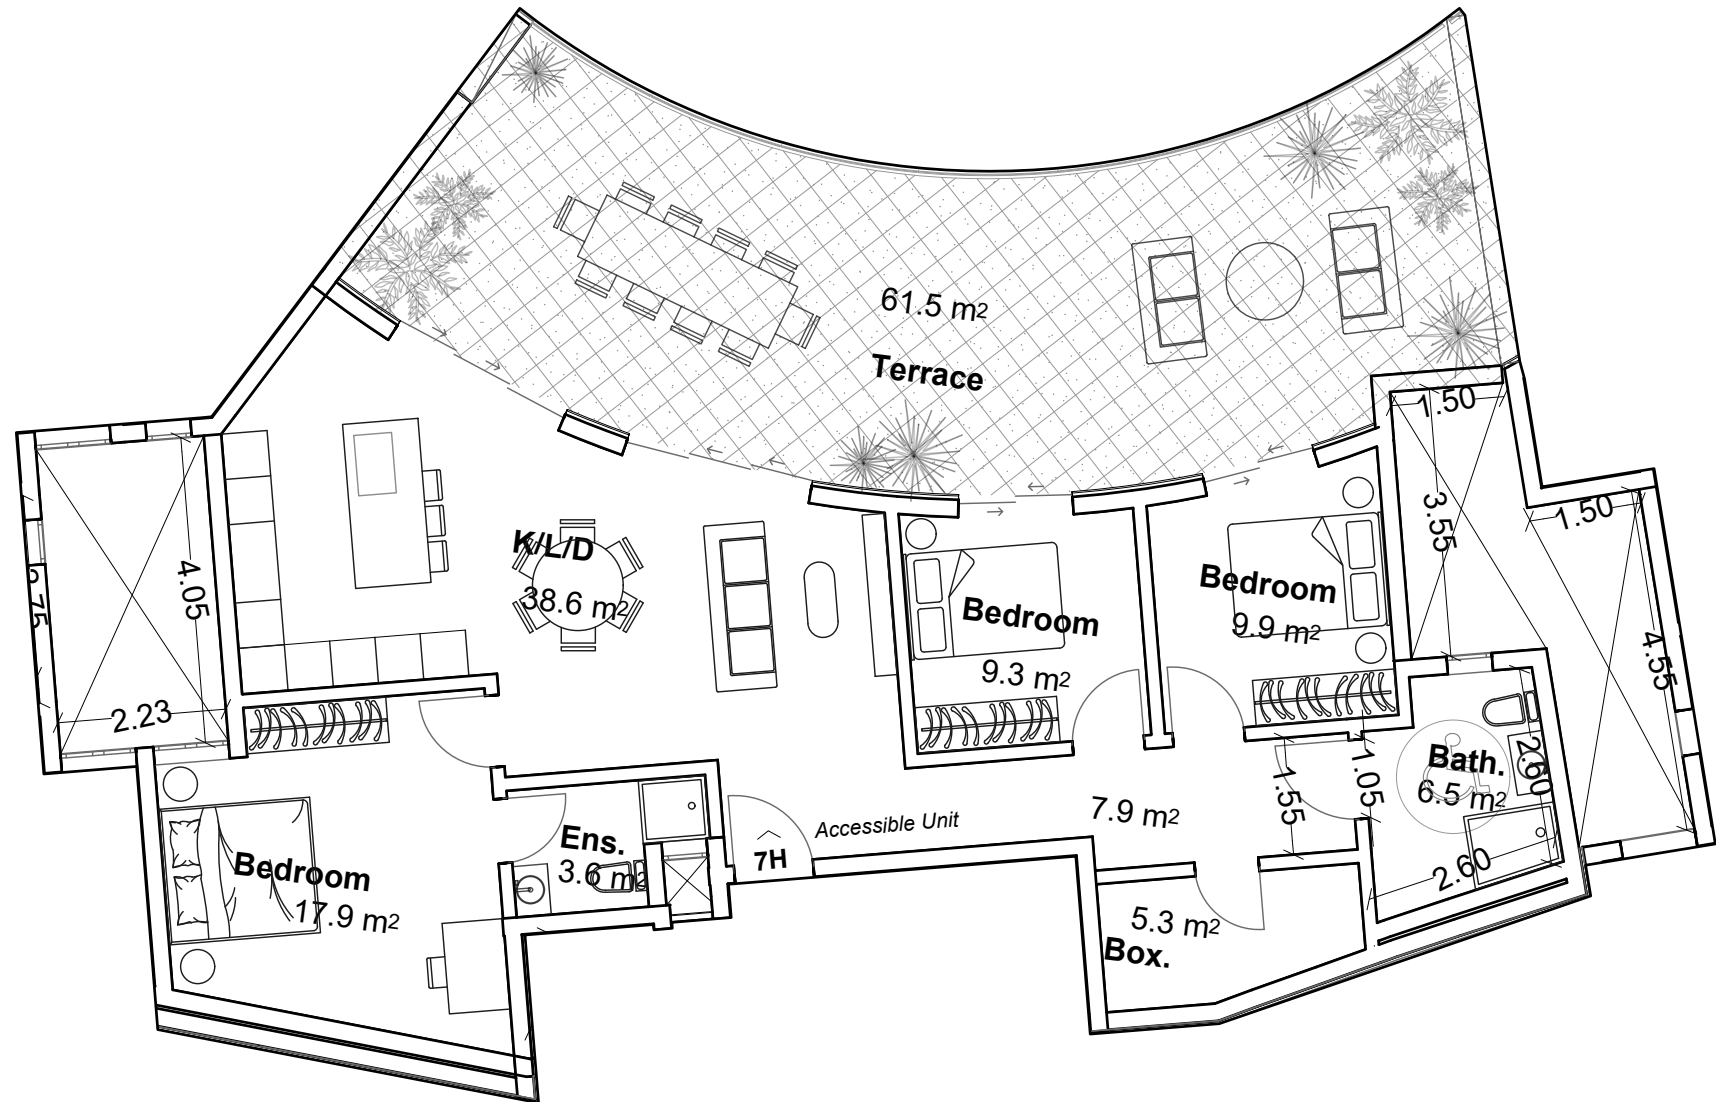 61.5 m2
Terrace
1.50
3.55
1.50
4.55
4.05
2.23
K/L/D
38.6 m2
Bedroom
9.3 m2
Bedroom
9.9 m2
Bath.
6.5 m2
2.60
2.60
1.05
1.55
7.9 m2
Accessible Unit
7H
Ens.
3.6 m2
Bedroom
17.9 m2
5.3 m2
Box.